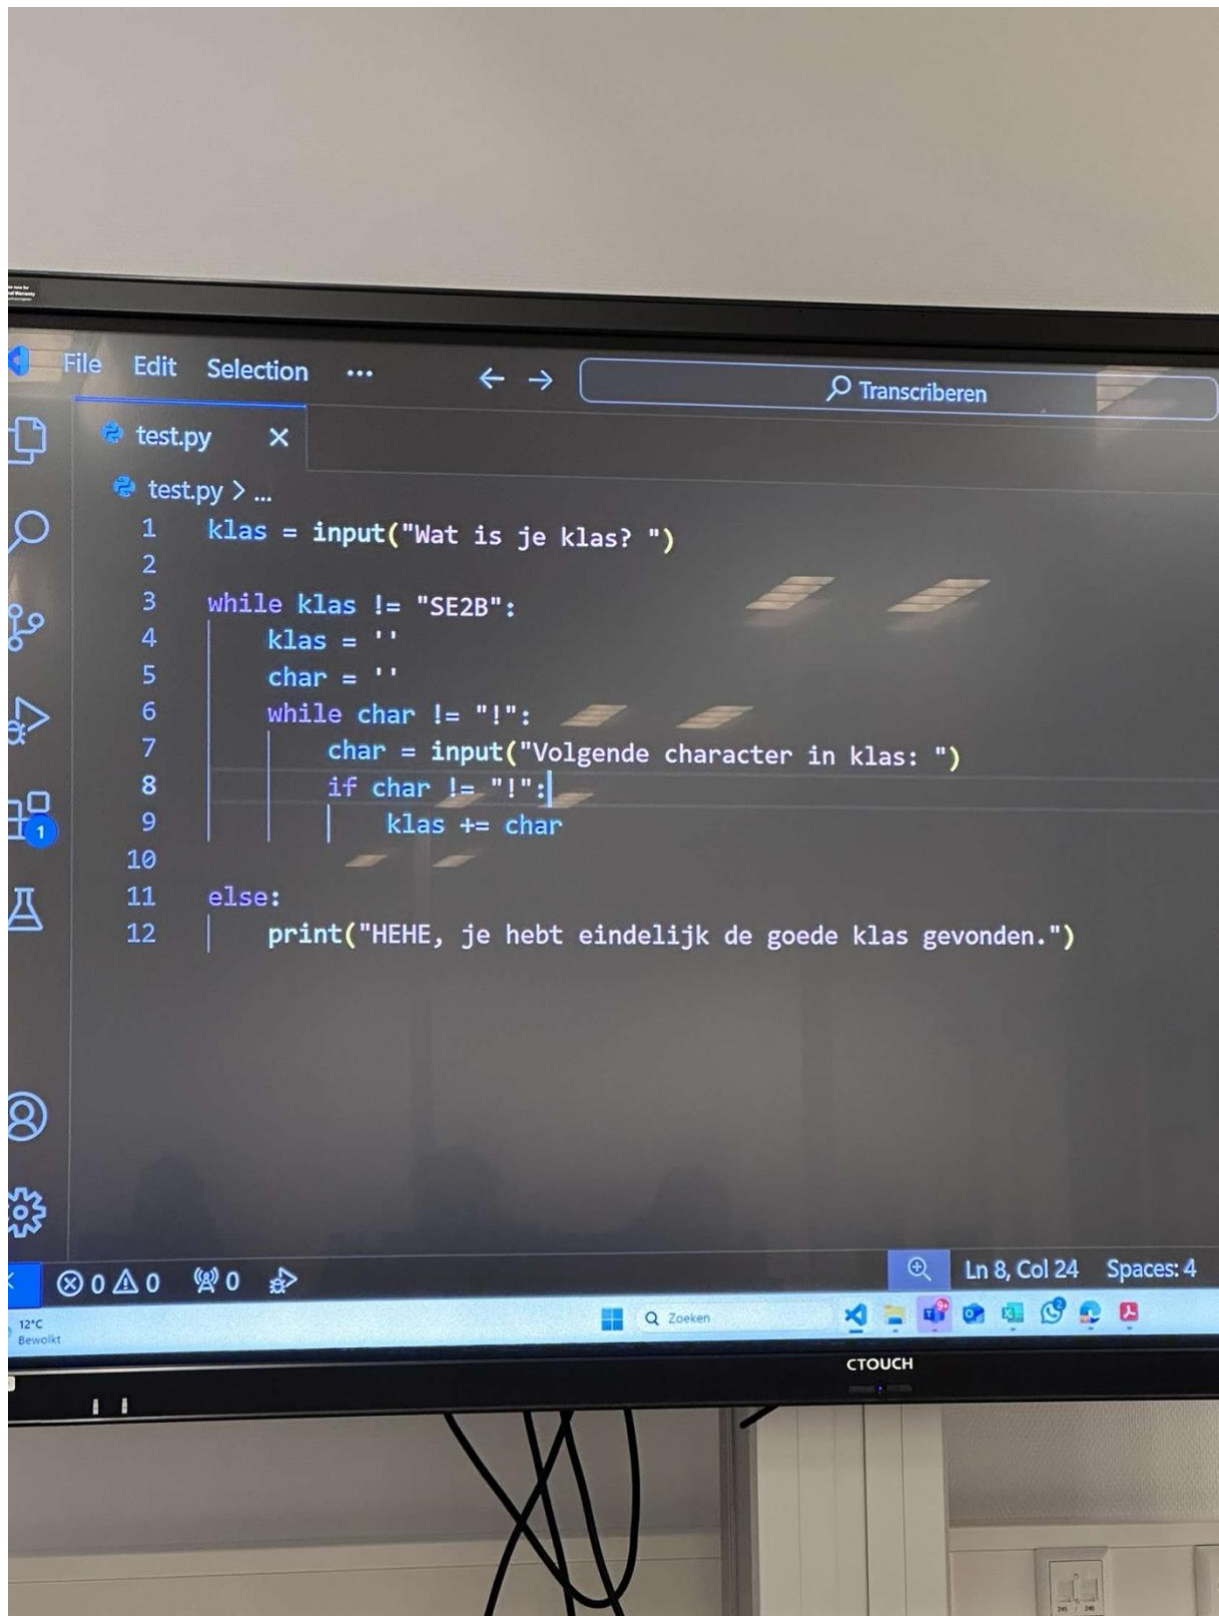 File Edit Selection ... Transcriberen
test.py
test.py > ...
1 klas = input("Wat is je klas? ")
2
3 while klas != "SE2B":
4     klas = ''
5     char = ''
6     while char != "!":
7         char = input("Volgende character in klas: ")
8         if char != "!":
9             klas += char
10
11 else:
12     print("HEHE, je hebt eindelijk de goede klas gevonden.")
1
0 0 0 Ln 8, Col 24 Spaces: 4
12°C
Bewolkt
Zoeken 9+ 2
CTOUCH